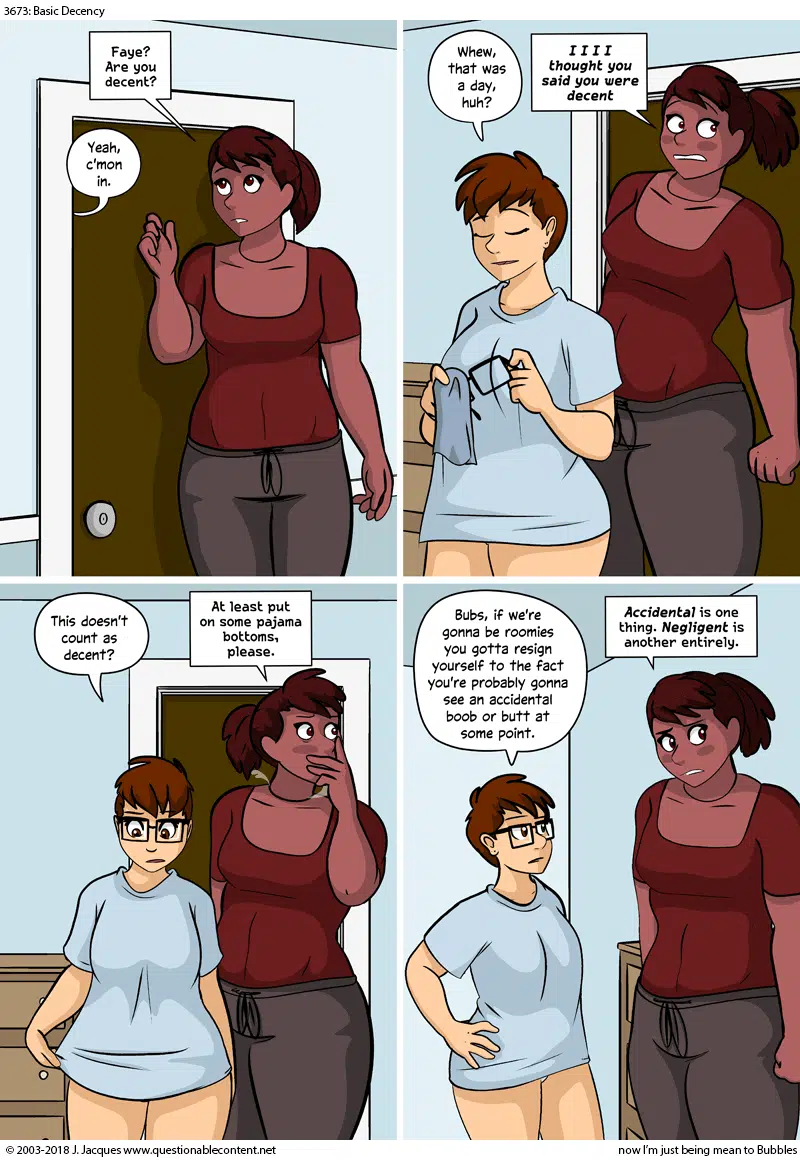 3673: Basic Decency
Faye?
Are you
decent?
Yeah,
c'mon
in.
Whew,
that was
a day,
huh?
I I I I
thought you
said you were
decent
This doesn't
count as
decent?
At least put
on some pajama
bottoms,
please.
Bubs, if we're
gonna be roomies
you gotta resign
yourself to the fact
you're probably gonna
see an accidental
boob or butt at
some point.
Accidental is one
thing. Negligent is
another entirely.
© 2003-2018 J. Jacques www.questionablecontent.net
now I'm just being mean to Bubbles